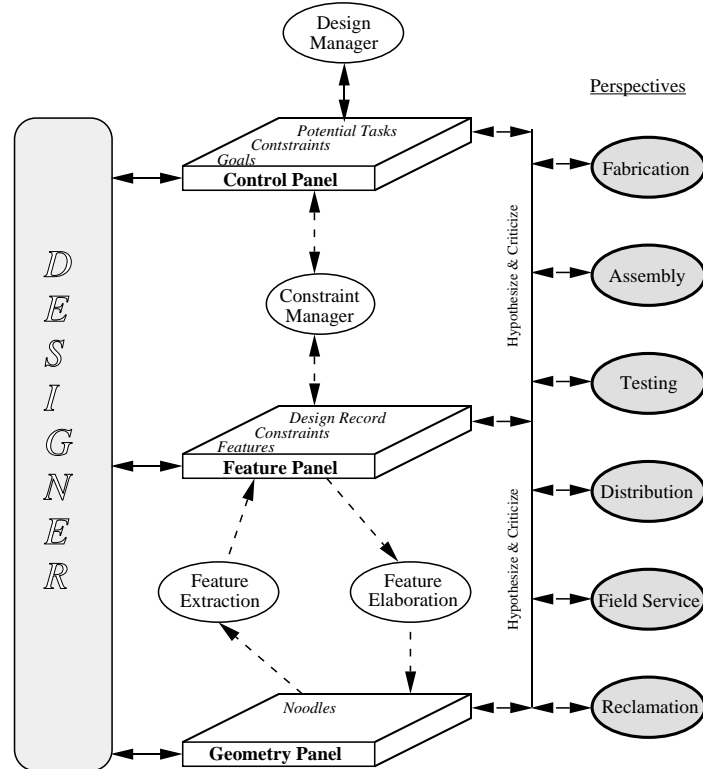 Design
Manager
Perspectives
Potential Tasks
Contstraints
Goals
Control Panel
Fabrication
DESIGNER
Hypothesize & Criticize
Assembly
Constraint
Manager
Testing
Design Record
Constraints
Features
Feature Panel
Distribution
Hypothesize & Criticize
Feature
Extraction
Feature
Elaboration
Field Service
Noodles
Geometry Panel
Reclamation